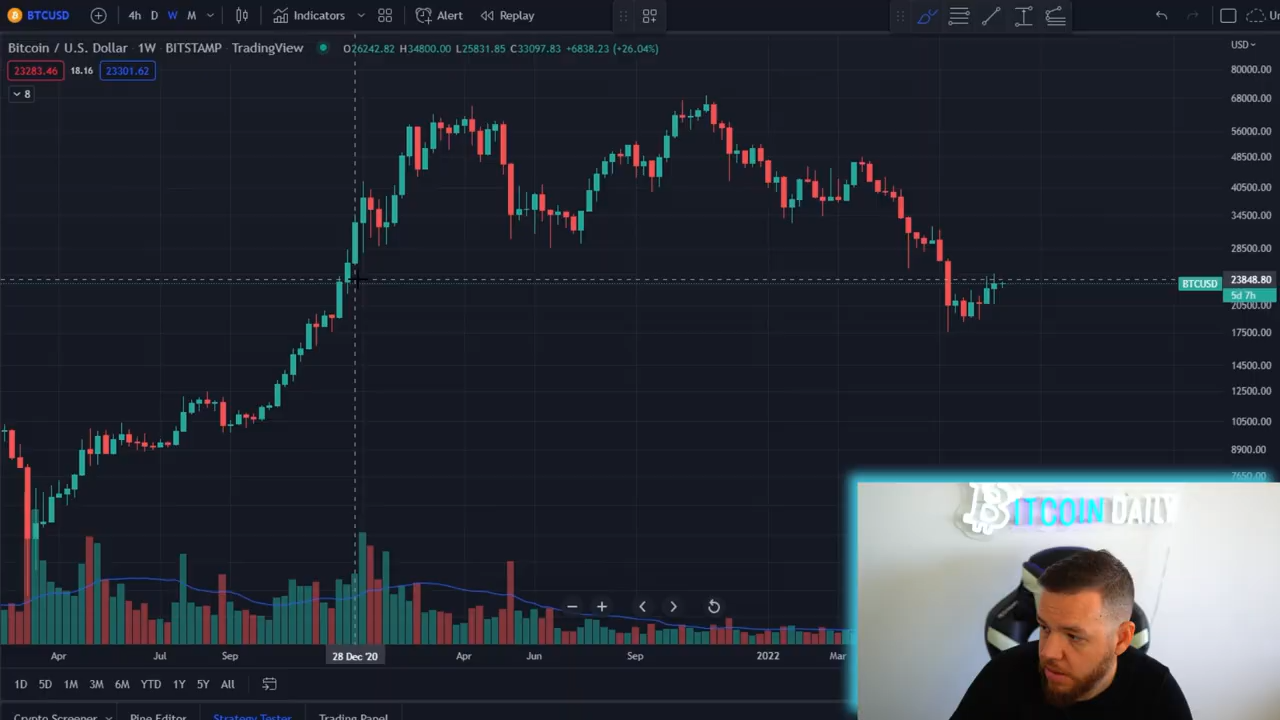 BTCUSD 4h D W M Indicators Alert Replay
Bitcoin / U.S. Dollar · 1W · BITSTAMP · TradingView O26242.82 H34800.00 L25831.85 C33097.83 +6838.23 (+26.04%)
USD
23283.46 18.16 23301.62
8
80000.00
68000.00
56000.00
48500.00
40500.00
34500.00
28500.00
23848.80
BTCUSD
5d 7h
20500.00
17500.00
14500.00
12500.00
10500.00
8900.00
7650.00
BITCOIN DAILY
Apr Jul Sep 28 Dec '20 Apr Jun Sep 2022 Mar
1D 5D 1M 3M 6M YTD 1Y 5Y All
Crypto Screener Pine Editor Strategy Tester Trading Panel